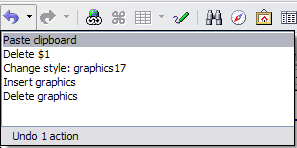 Paste clipboard
Delete $1
Change style: graphics17
Insert graphics
Delete graphics
Undo 1 action